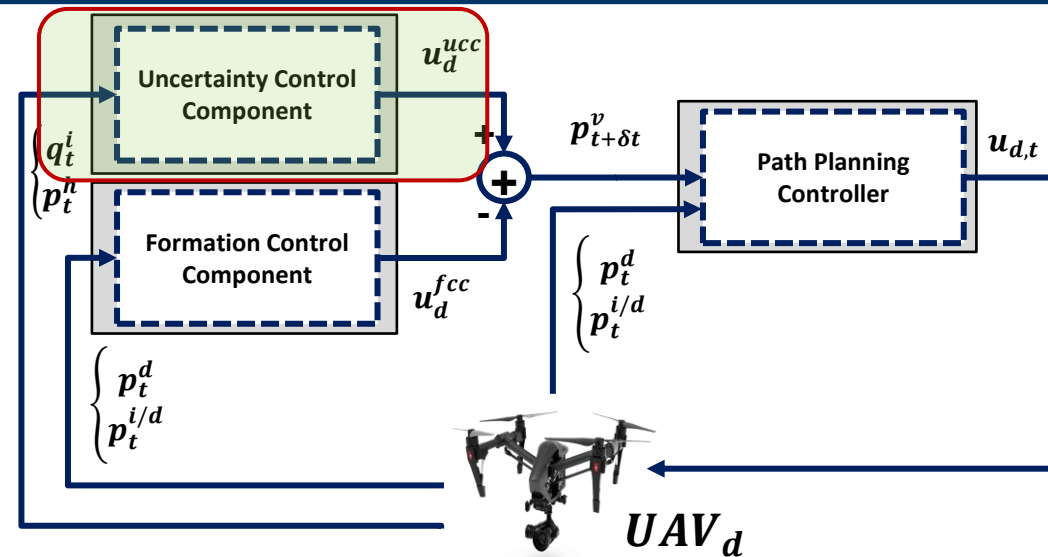 Uncertainty Control
Component
u_d^{ucc}
+
{ q_t^i
p_t^h
+
-
Formation Control
Component
u_d^{fcc}
{ p_t^d
p_t^{i/d}
p_{t+δt}^v
Path Planning
Controller
u_{d,t}
{ p_t^d
p_t^{i/d}
UAV_d